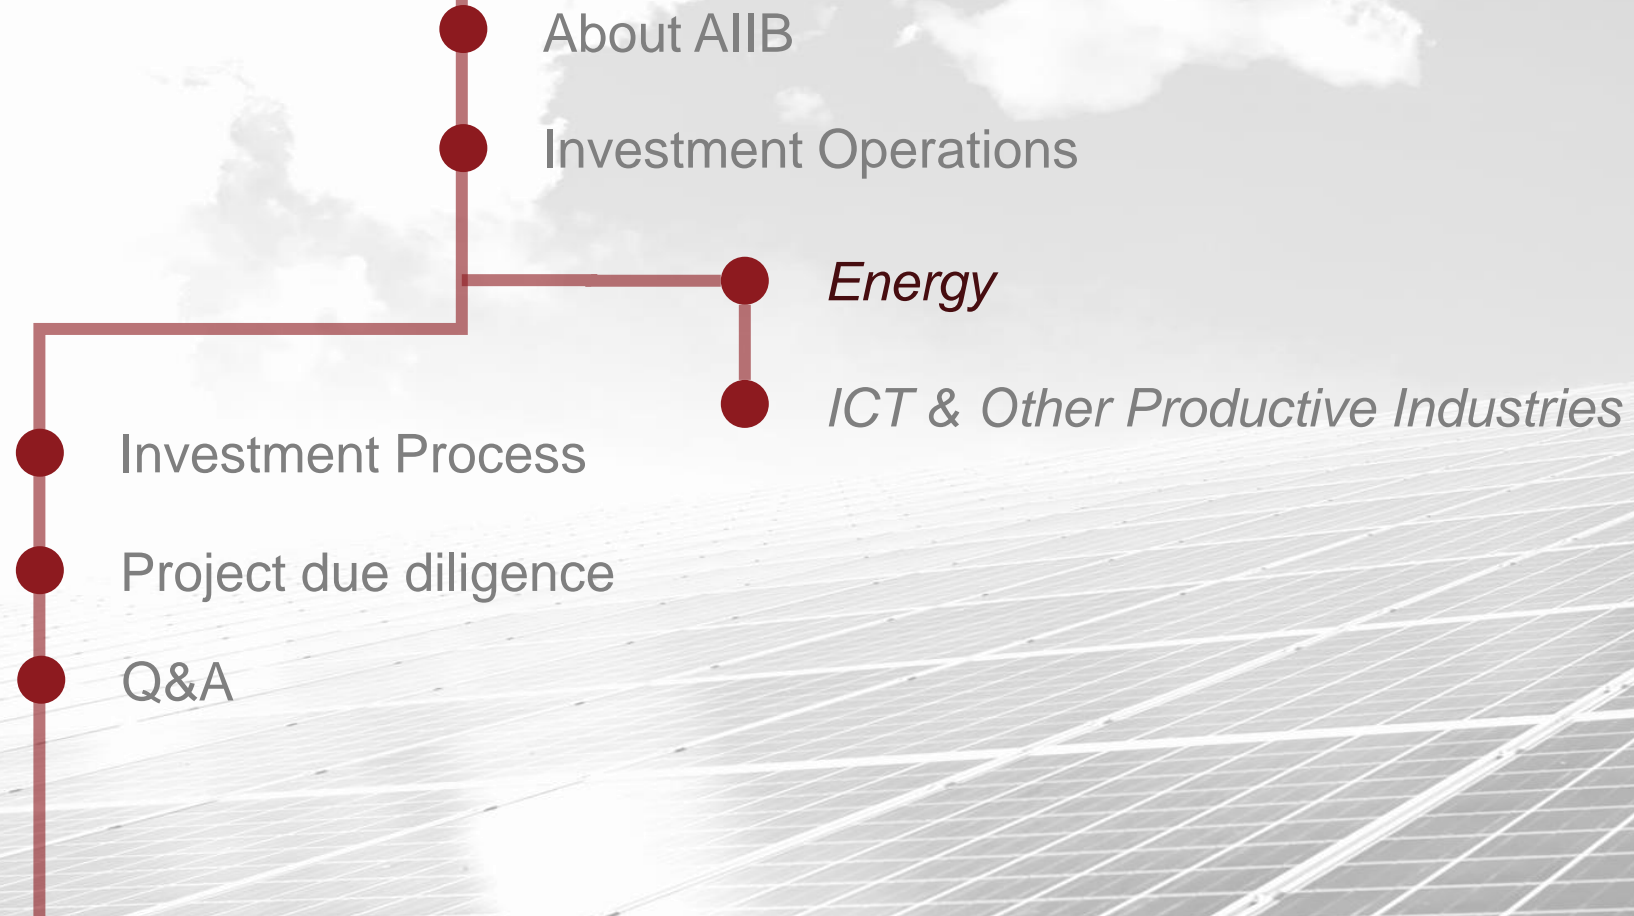 About AIIB
Investment Operations
Energy
ICT & Other Productive Industries
Investment Process
Project due diligence
Q&A